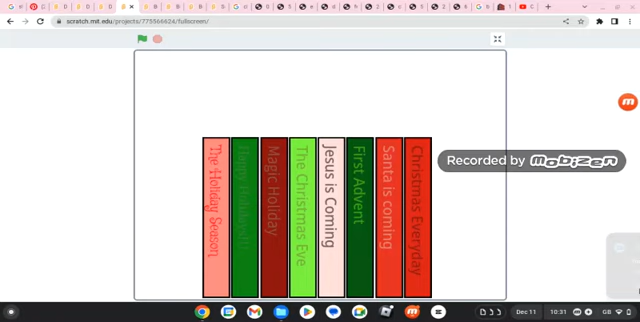 scratch.mit.edu/projects/775566624/fullscreen/
The Holiday Season
Happy Holidays!!!
Magic Holiday
The Christmas Eve
Jesus is Coming
First Advent
Santa is coming
Christmas Everyday
Recorded by mobizen
Dec 11
10:31
GB